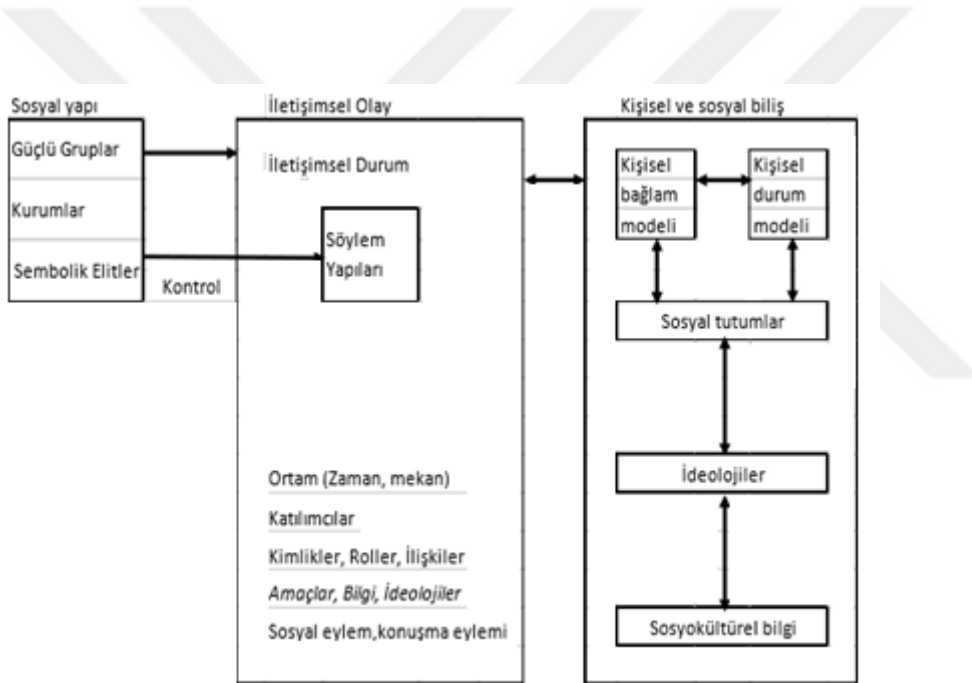 Sosyal yapı
Güçlü Gruplar
Kurumlar
Sembolik Elitler
Kontrol
İletişimsel Olay
İletişimsel Durum
Söylem
Yapıları
Ortam (Zaman, mekan)
Katılımcılar
Kimlikler, Roller, İlişkiler
Amaçlar, Bilgi, İdeolojiler
Sosyal eylem,konuşma eylemi
Kişisel ve sosyal biliş
Kişisel
bağlam
modeli
Kişisel
durum
modeli
Sosyal tutumlar
İdeolojiler
Sosyokültürel bilgi